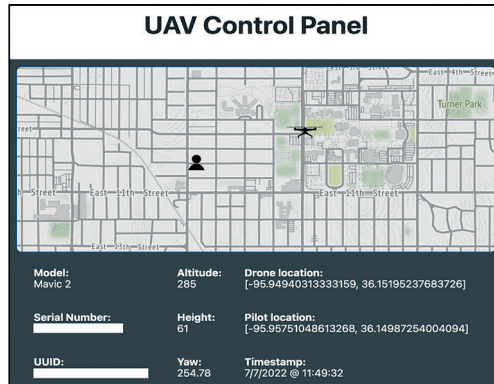 UAV Control Panel
East 4th Street
Turner Park
East 11th Street
East 11th Street
East 13th Street
Model:
Mavic 2
Altitude:
285
Drone location:
[-95.94940313333159, 36.15195237683726]
Serial Number:
Height:
61
Pilot location:
[-95.95751048613268, 36.14987254004094]
UUID:
Yaw:
254.78
Timestamp:
7/7/2022 @ 11:49:32